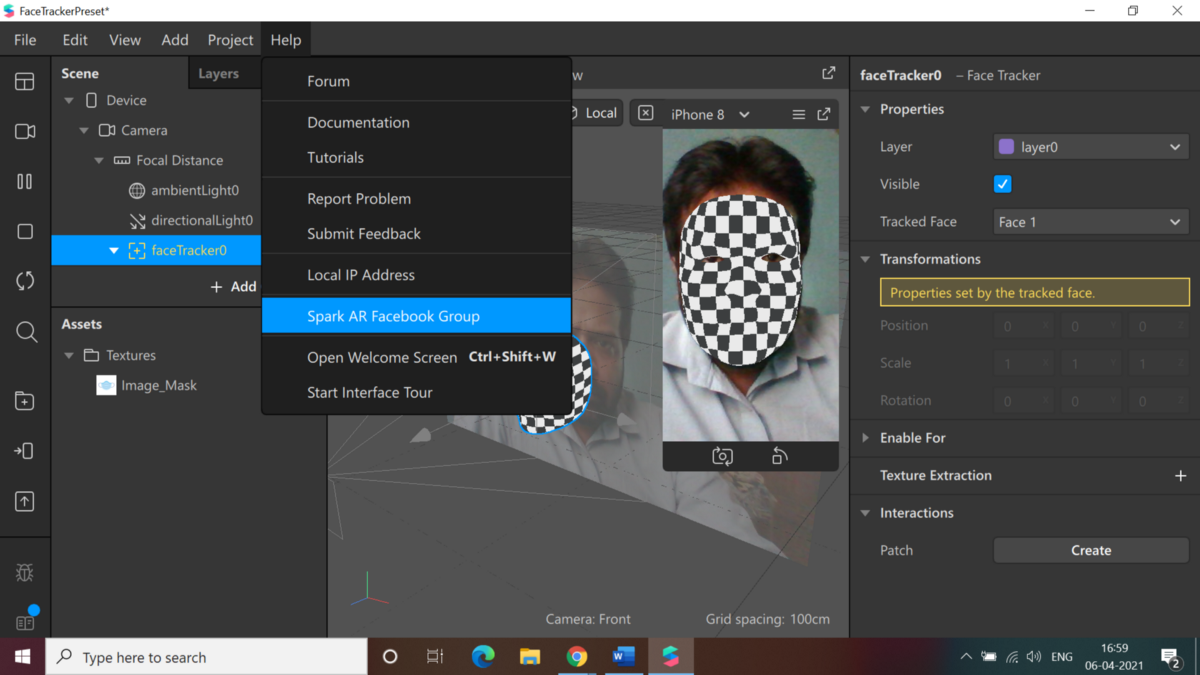 FaceTrackerPreset*
File Edit View Add Project Help
Scene Layers
Device
Camera
Focal Distance
ambientLight0
directionalLight0
faceTracker0
+ Add
Assets
Textures
Image_Mask
Forum
Documentation
Tutorials
Report Problem
Submit Feedback
Local IP Address
Spark AR Facebook Group
Open Welcome Screen Ctrl+Shift+W
Start Interface Tour
w
Local
iPhone 8
Camera: Front
Grid spacing: 100cm
faceTracker0 – Face Tracker
Properties
Layer layer0
Visible
Tracked Face Face 1
Transformations
Properties set by the tracked face.
Position 0 0 0
Scale 1 1 1
Rotation 0 0 0
Enable For
Texture Extraction +
Interactions
Patch Create
Type here to search
ENG
16:59
06-04-2021
2